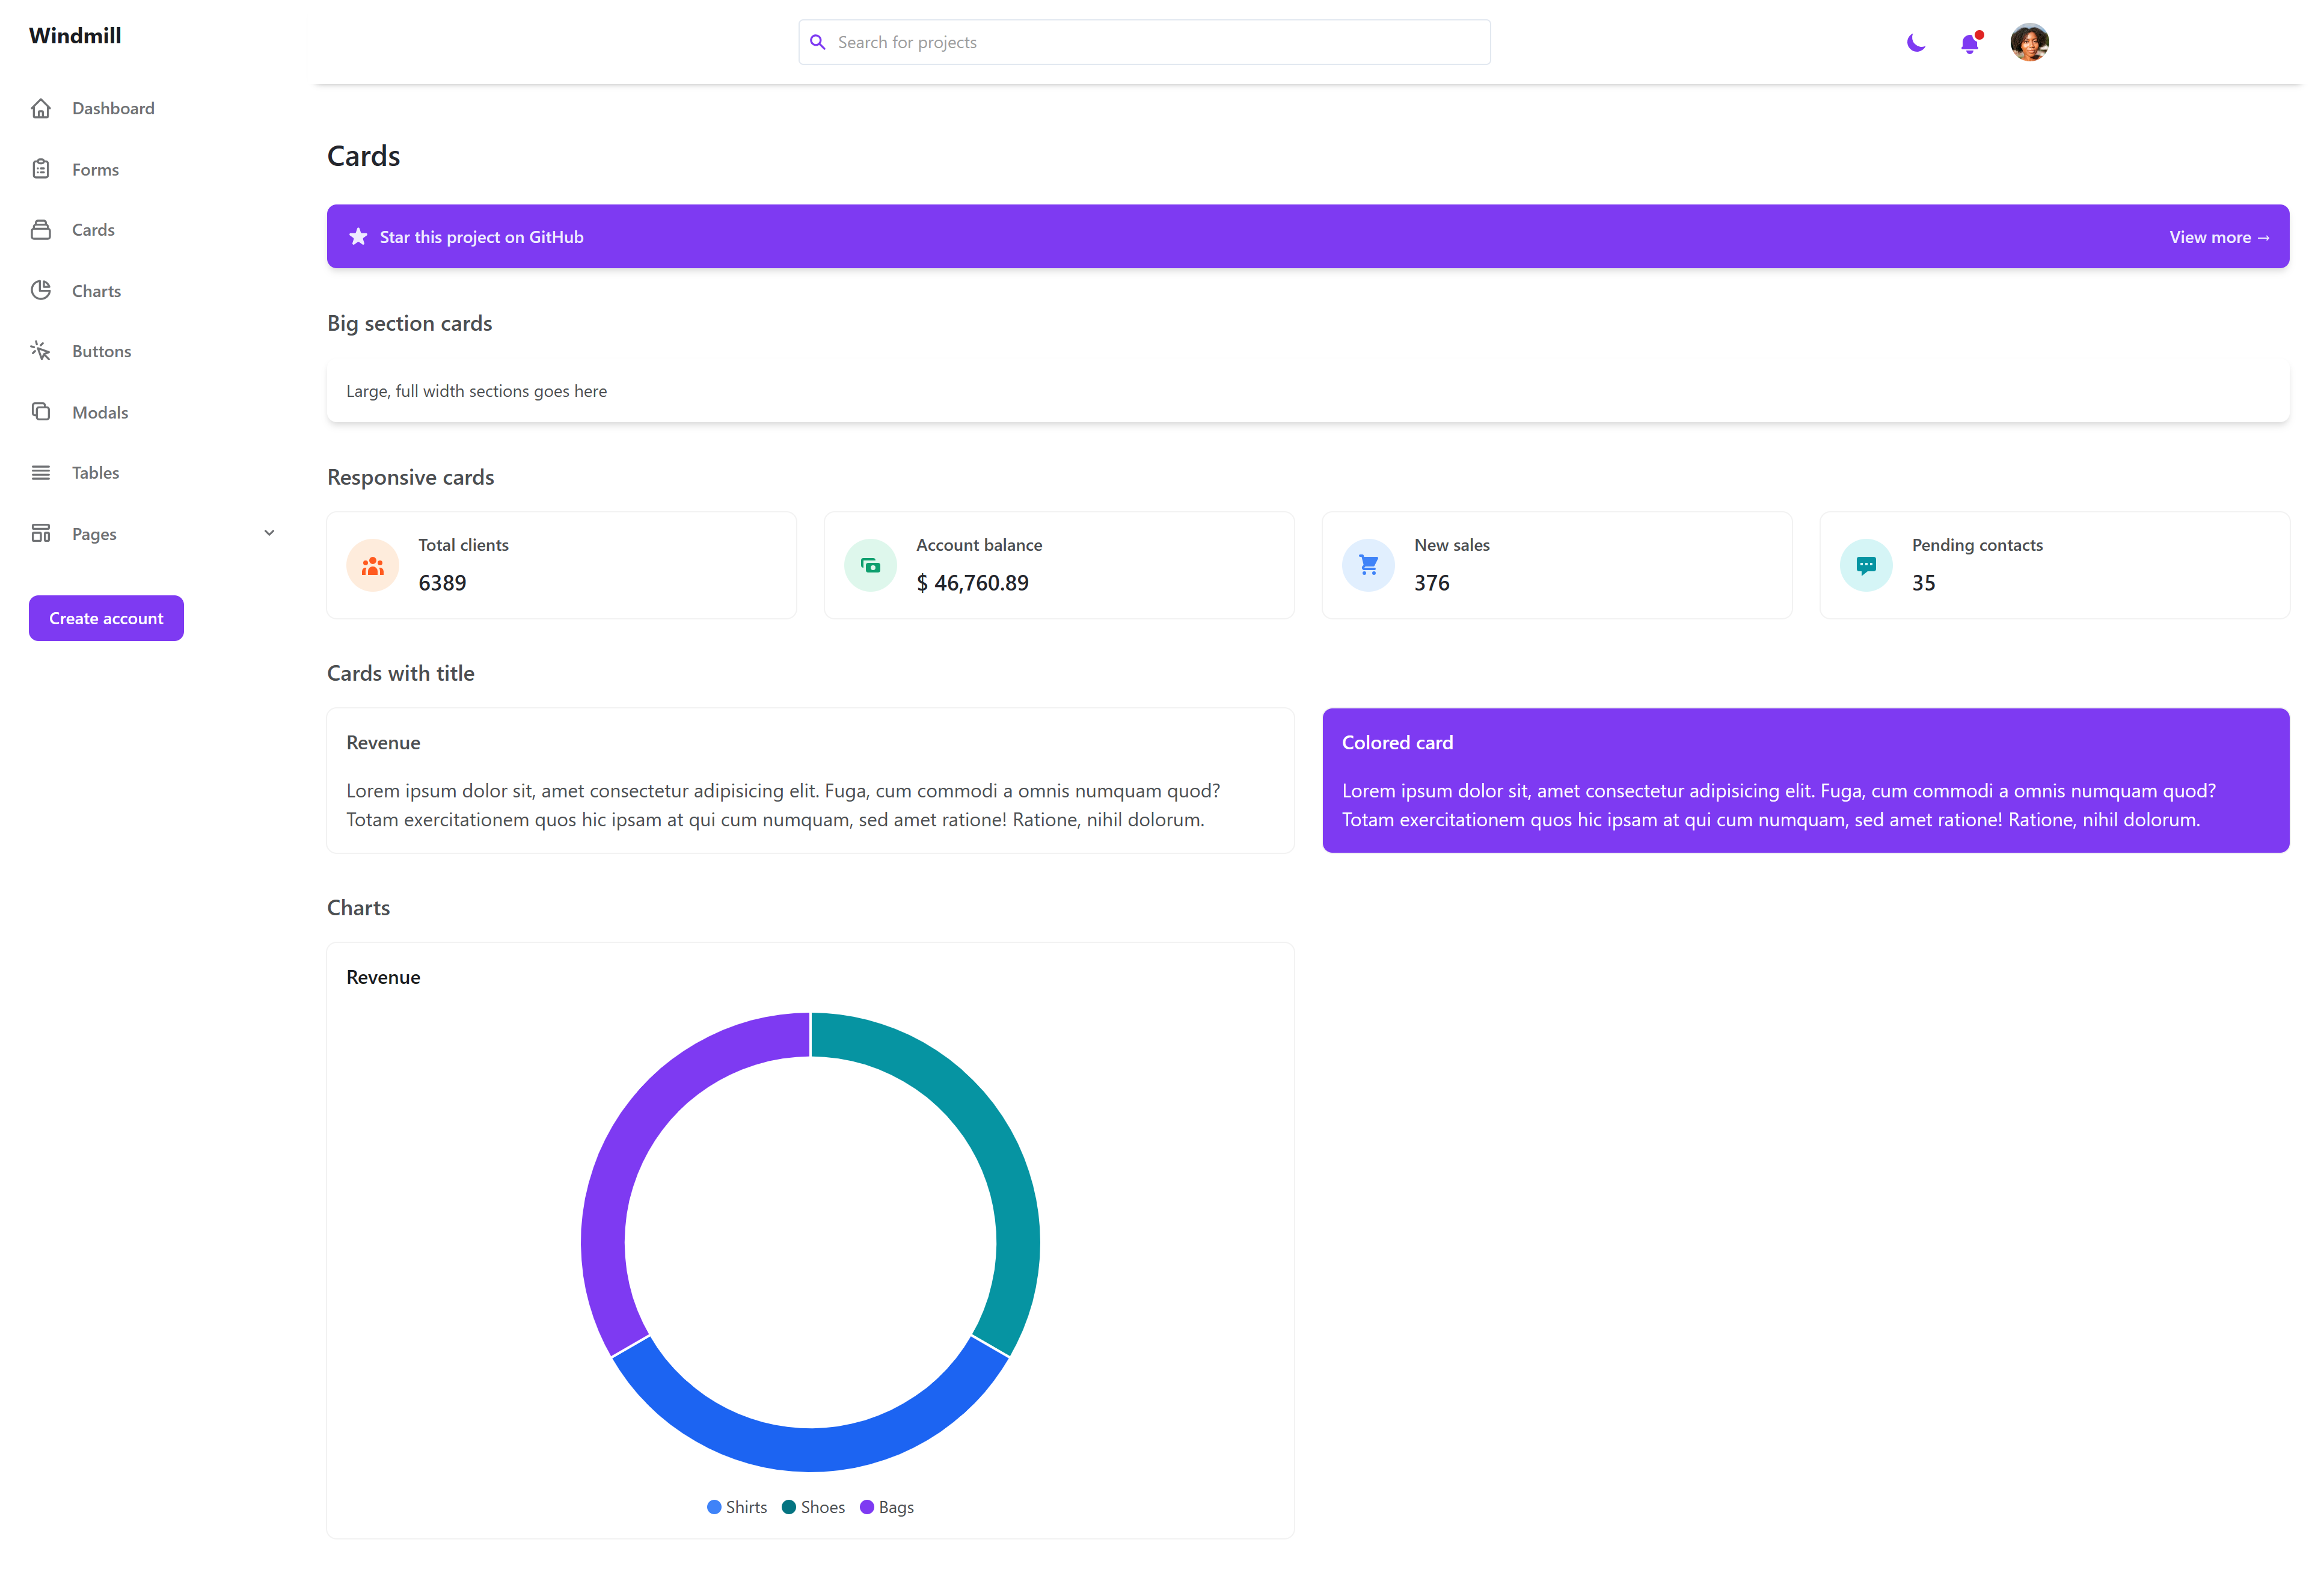 Windmill
Search for projects
Dashboard
Forms
Cards
Charts
Buttons
Modals
Tables
Pages
Create account
Cards
Star this project on GitHub
View more →
Big section cards
Large, full width sections goes here
Responsive cards
Total clients
6389
Account balance
$ 46,760.89
New sales
376
Pending contacts
35
Cards with title
Revenue
Lorem ipsum dolor sit, amet consectetur adipisicing elit. Fuga, cum commodi a omnis numquam quod?
Totam exercitationem quos hic ipsam at qui cum numquam, sed amet ratione! Ratione, nihil dolorum.
Colored card
Lorem ipsum dolor sit, amet consectetur adipisicing elit. Fuga, cum commodi a omnis numquam quod?
Totam exercitationem quos hic ipsam at qui cum numquam, sed amet ratione! Ratione, nihil dolorum.
Charts
Revenue
Shirts Shoes Bags